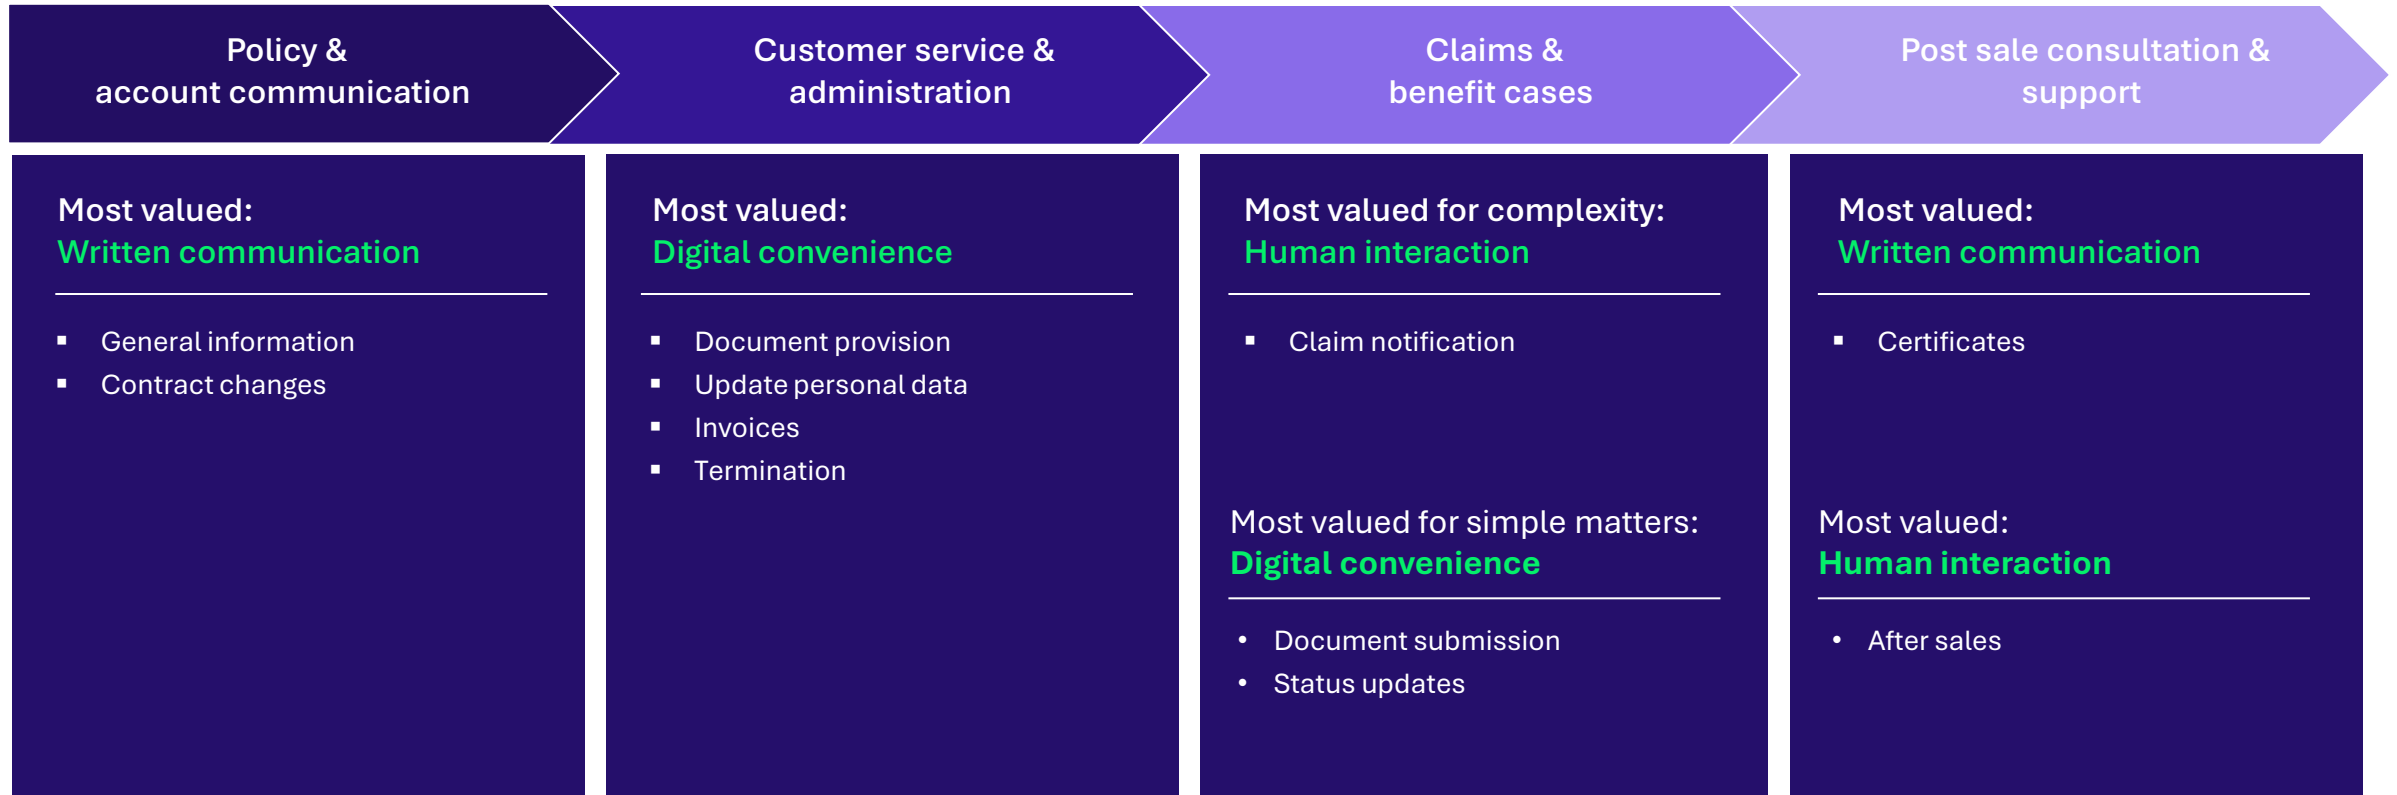 Policy &
account communication
Customer service &
administration
Claims &
benefit cases
Post sale consultation &
support
Most valued:
Written communication
▪ General information
▪ Contract changes
Most valued:
Digital convenience
▪ Document provision
▪ Update personal data
▪ Invoices
▪ Termination
Most valued for complexity:
Human interaction
▪ Claim notification
Most valued for simple matters:
Digital convenience
• Document submission
• Status updates
Most valued:
Written communication
▪ Certificates
Most valued:
Human interaction
• After sales